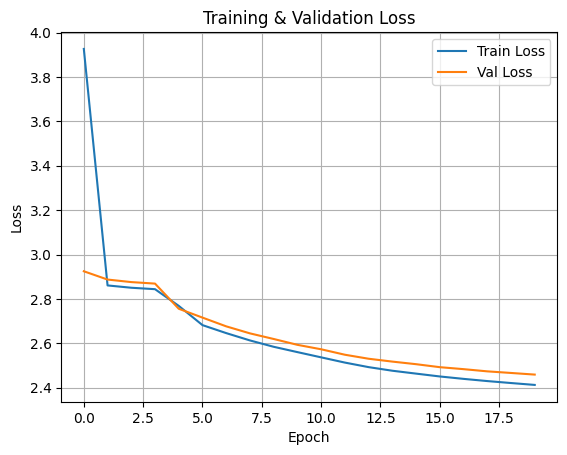 Training & Validation Loss
Train Loss
Val Loss
Loss
4.0
3.8
3.6
3.4
3.2
3.0
2.8
2.6
2.4
0.0 2.5 5.0 7.5 10.0 12.5 15.0 17.5
Epoch